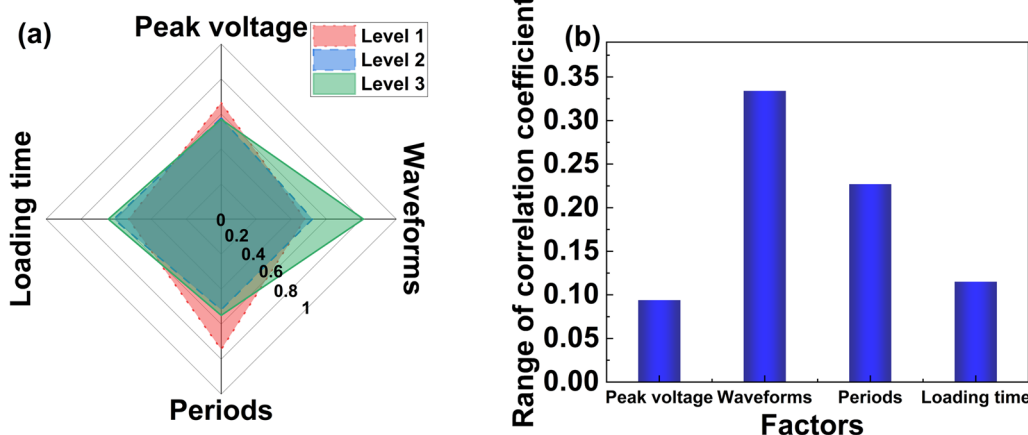 (a)
Peak voltage
Level 1
Level 2
Level 3
Loading time
Waveforms
0
0.2
0.4
0.6
0.8
1
Periods
(b)
Range of correlation coefficient
0.35
0.30
0.25
0.20
0.15
0.10
0.05
0.00
Peak voltage Waveforms Periods Loading time
Factors